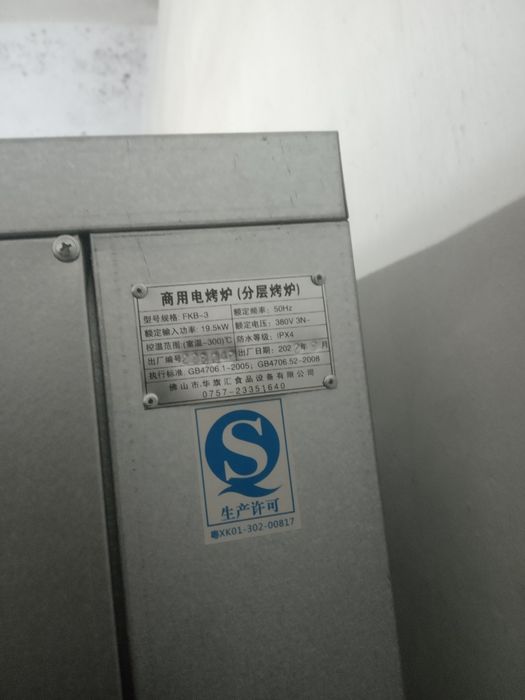 商用电烤炉(分层烤炉)
型号规格: FKB-3 额定频率: 50Hz
额定输入功率: 19.5kW 额定电压: 380V 3N~
控温范围(室温-300)℃ 防水等级: IPX4
出厂编号 出厂日期: 202 年 月
执行标准: GB4706.1-2005; GB4706.52-2008
佛山市华旗汇食品设备有限公司
0757-23351640
S
生产许可
粤XK01-302-00817